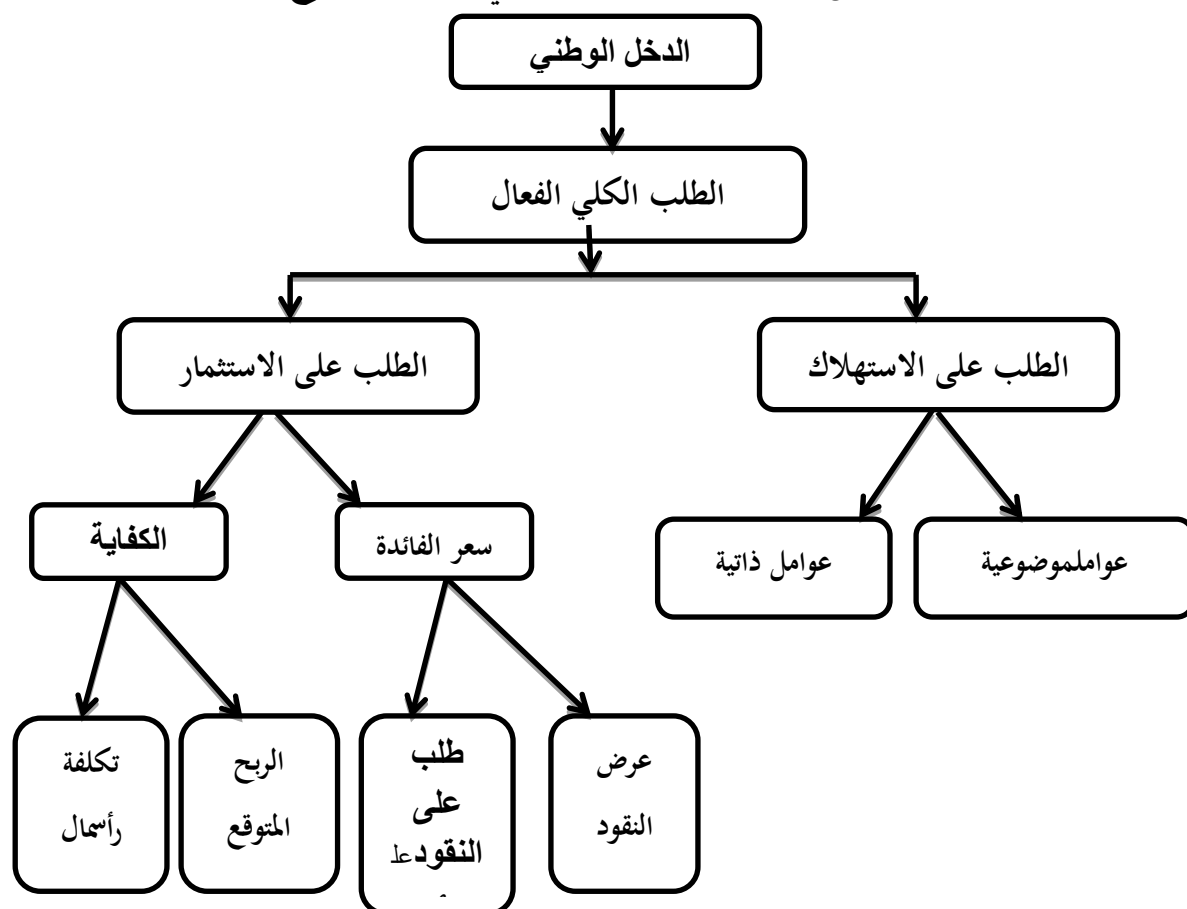 الدخل الوطني
الطلب الكلي الفعال
الطلب على الاستهلاك
الطلب على الاستثمار
عواملموضوعية
عوامل ذاتية
سعر الفائدة
الكفاية
عرض
النقود
طلب
على
النقود
الربح
المتوقع
تكلفة
رأسمال